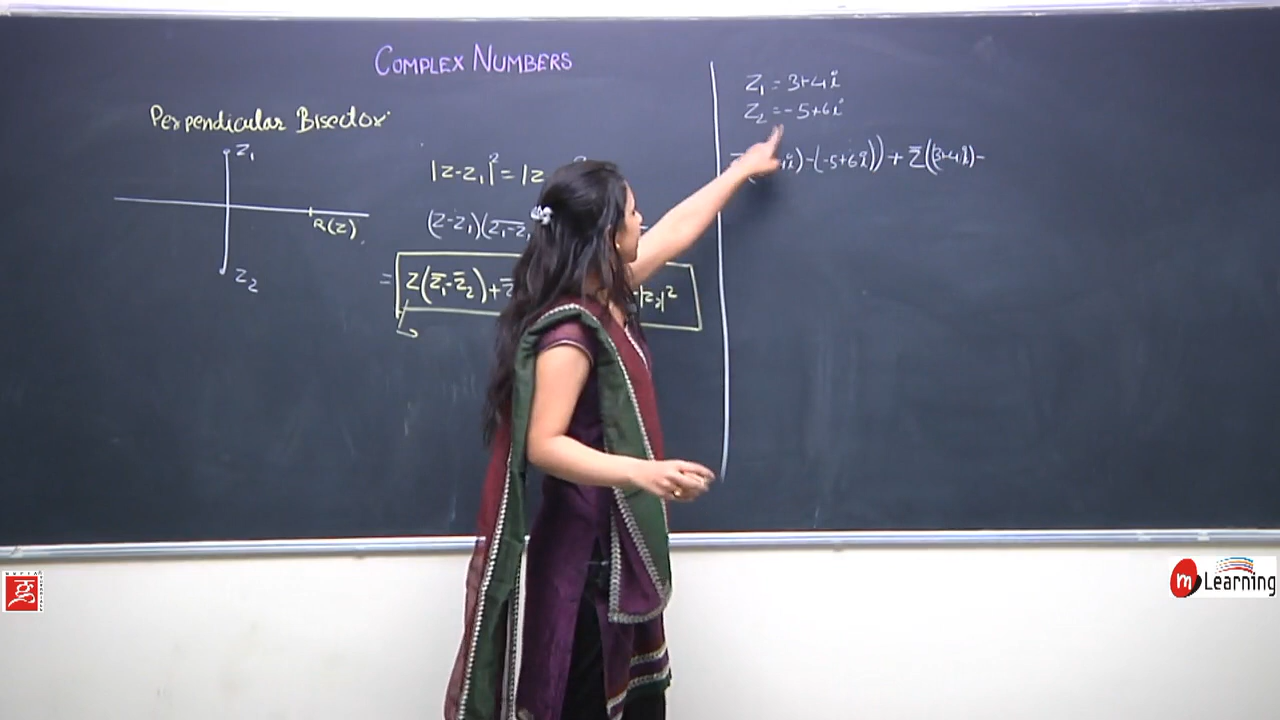 COMPLEX NUMBERS
Perpendicular Bisector
Z₁
R(Z)
Z₂
|Z-Z₁|² = |Z
(Z-Z₁)(
= Z(Z̄₁-Z̄₂)+Z̄ -|Z₂|²
Z₁ = 3+4i
Z₂ = -5+6i
i)-(-5+6i))+Z̄((3+4i)-
m Learning